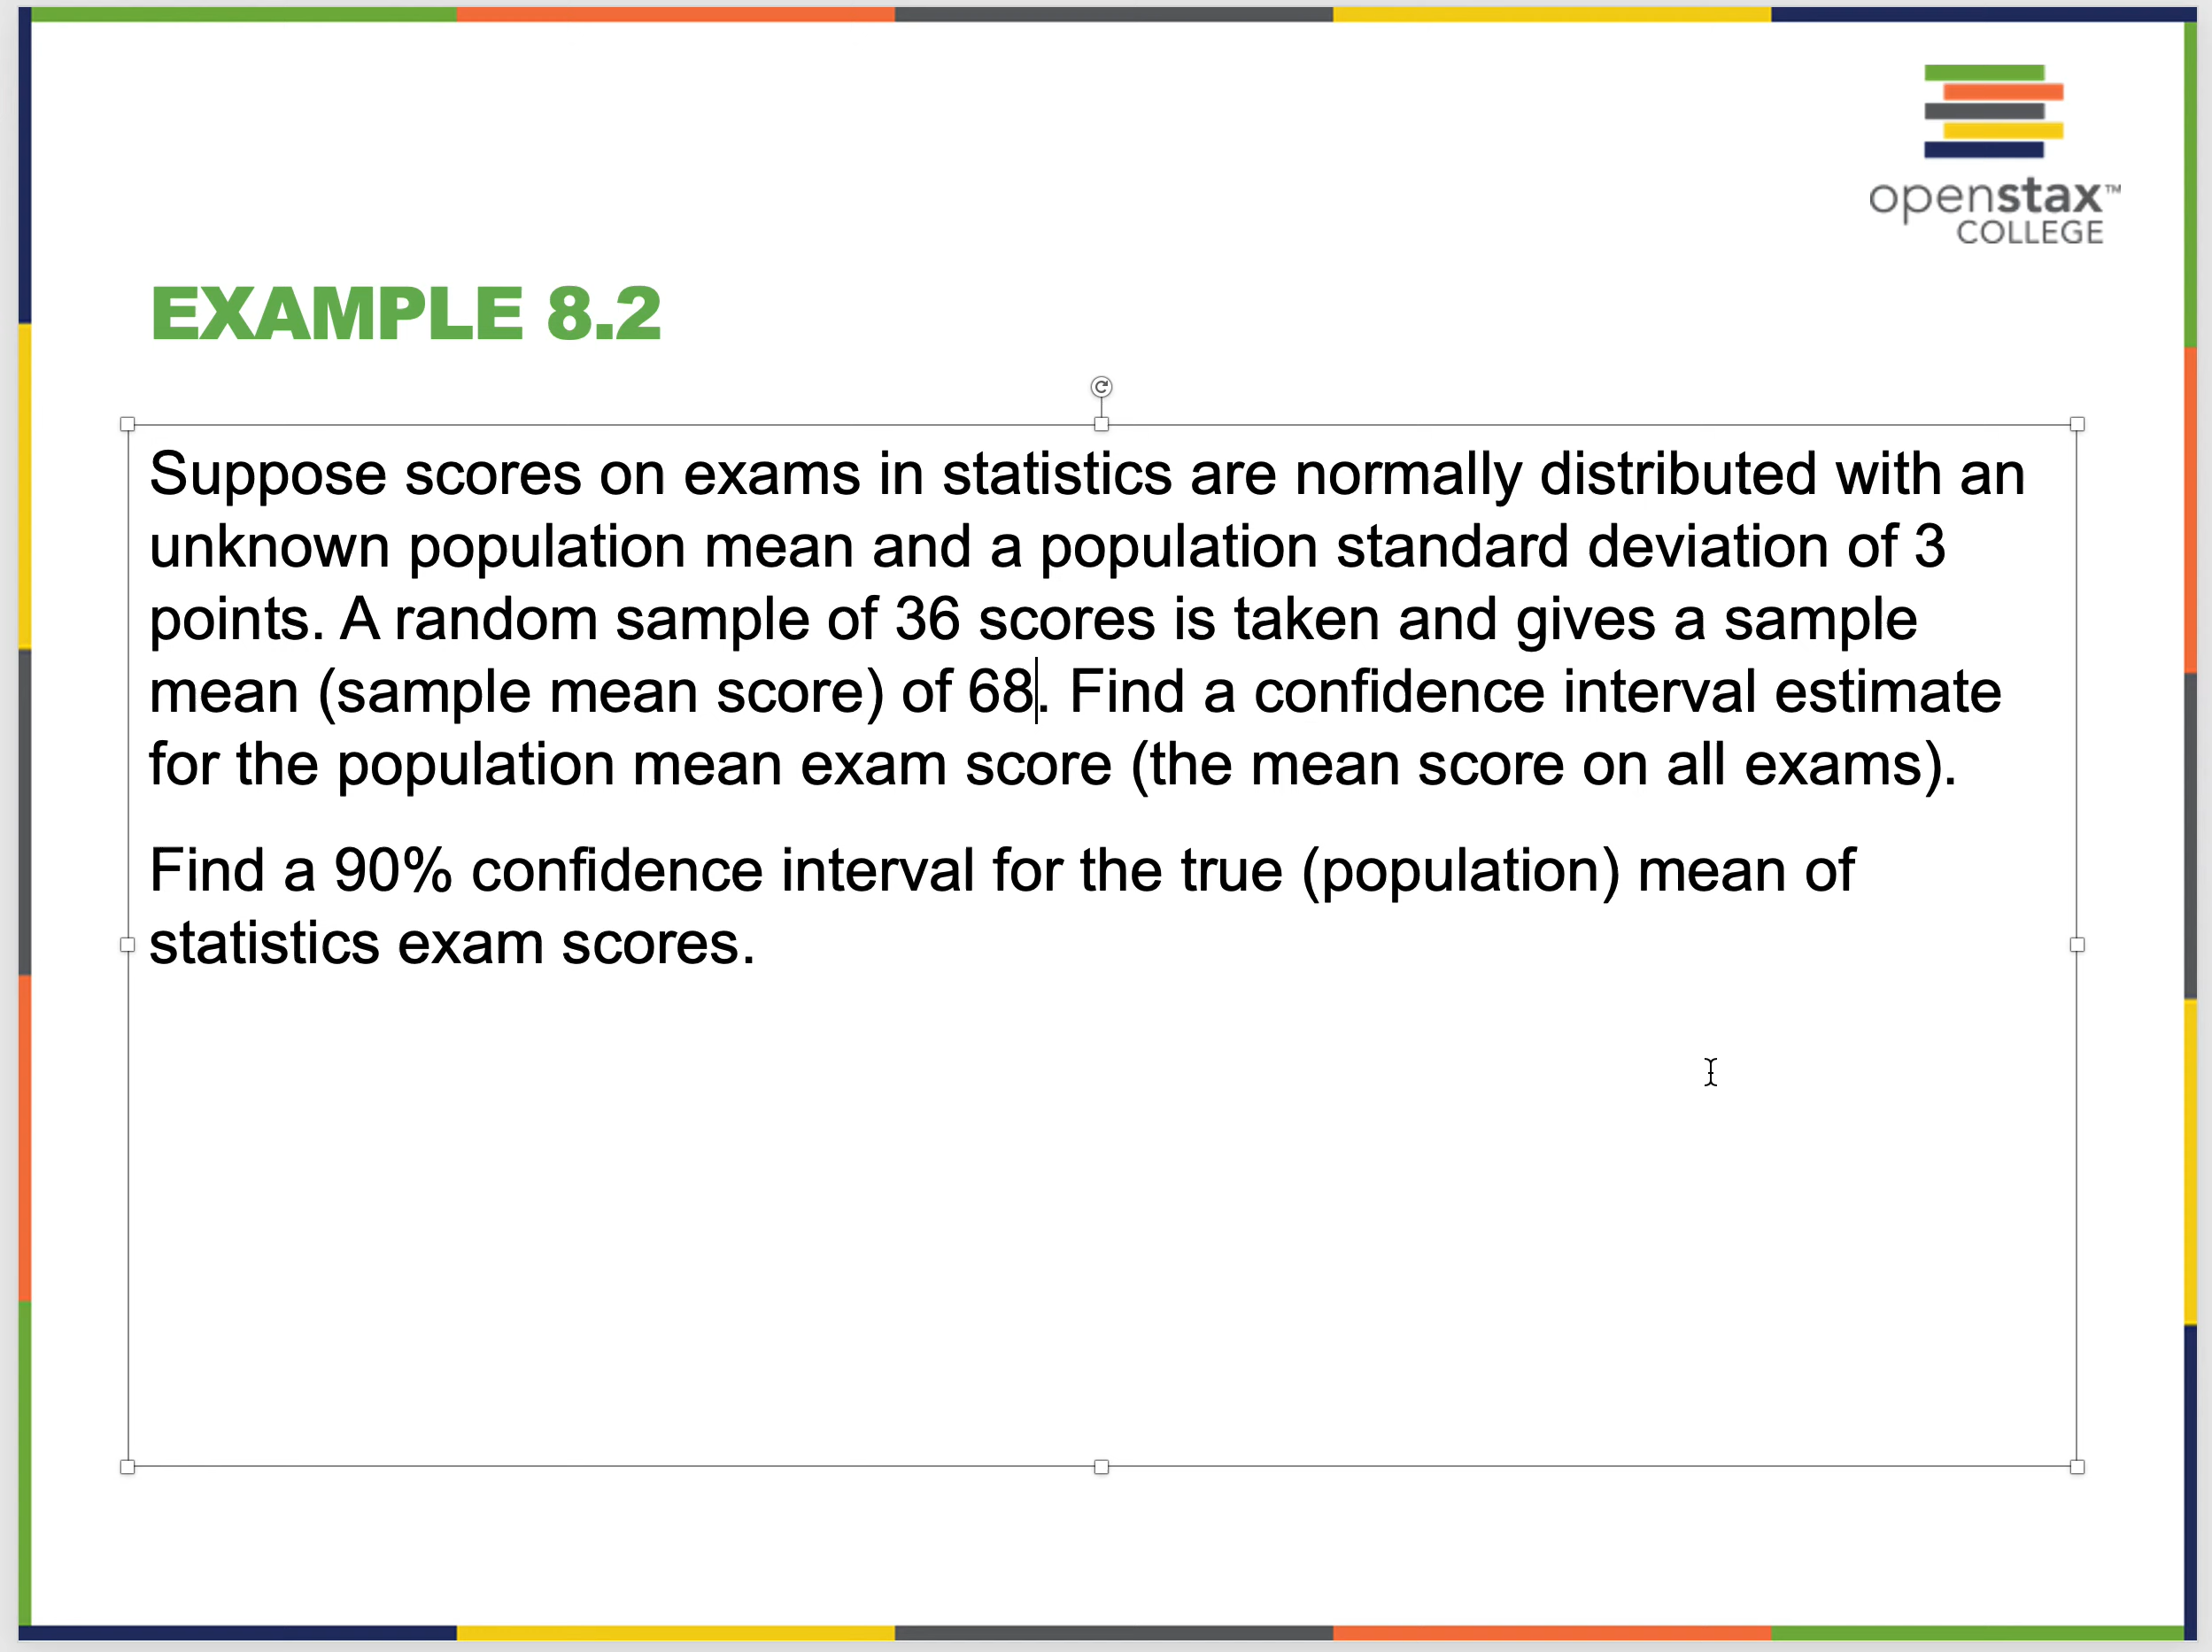 openstax™
COLLEGE
EXAMPLE 8.2
Suppose scores on exams in statistics are normally distributed with an
unknown population mean and a population standard deviation of 3
points. A random sample of 36 scores is taken and gives a sample
mean (sample mean score) of 68. Find a confidence interval estimate
for the population mean exam score (the mean score on all exams).
Find a 90% confidence interval for the true (population) mean of
statistics exam scores.